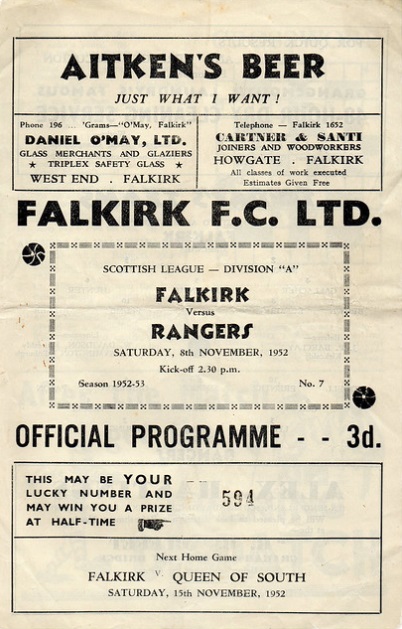 AITKEN'S BEER
JUST WHAT I WANT !
Phone 196 ... 'Grams—"O'May, Falkirk"
DANIEL O'MAY, LTD.
GLASS MERCHANTS AND GLAZIERS
★ TRIPLEX SAFETY GLASS ★
WEST END . FALKIRK
Telephone — Falkirk 1652
CARTNER & SANTI
JOINERS AND WOODWORKERS
HOWGATE . FALKIRK
All classes of work executed
Estimates Given Free
FALKIRK F.C. LTD.
SCOTTISH LEAGUE — DIVISION "A"
FALKIRK
Versus
RANGERS
SATURDAY, 8th NOVEMBER, 1952
Kick-off 2.30 p.m.
Season 1952-53 No. 7
OFFICIAL PROGRAMME - - 3d.
THIS MAY BE YOUR
LUCKY NUMBER AND
MAY WIN YOU A PRIZE
AT HALF-TIME
594
Next Home Game
FALKIRK v. QUEEN OF SOUTH
SATURDAY, 15th NOVEMBER, 1952